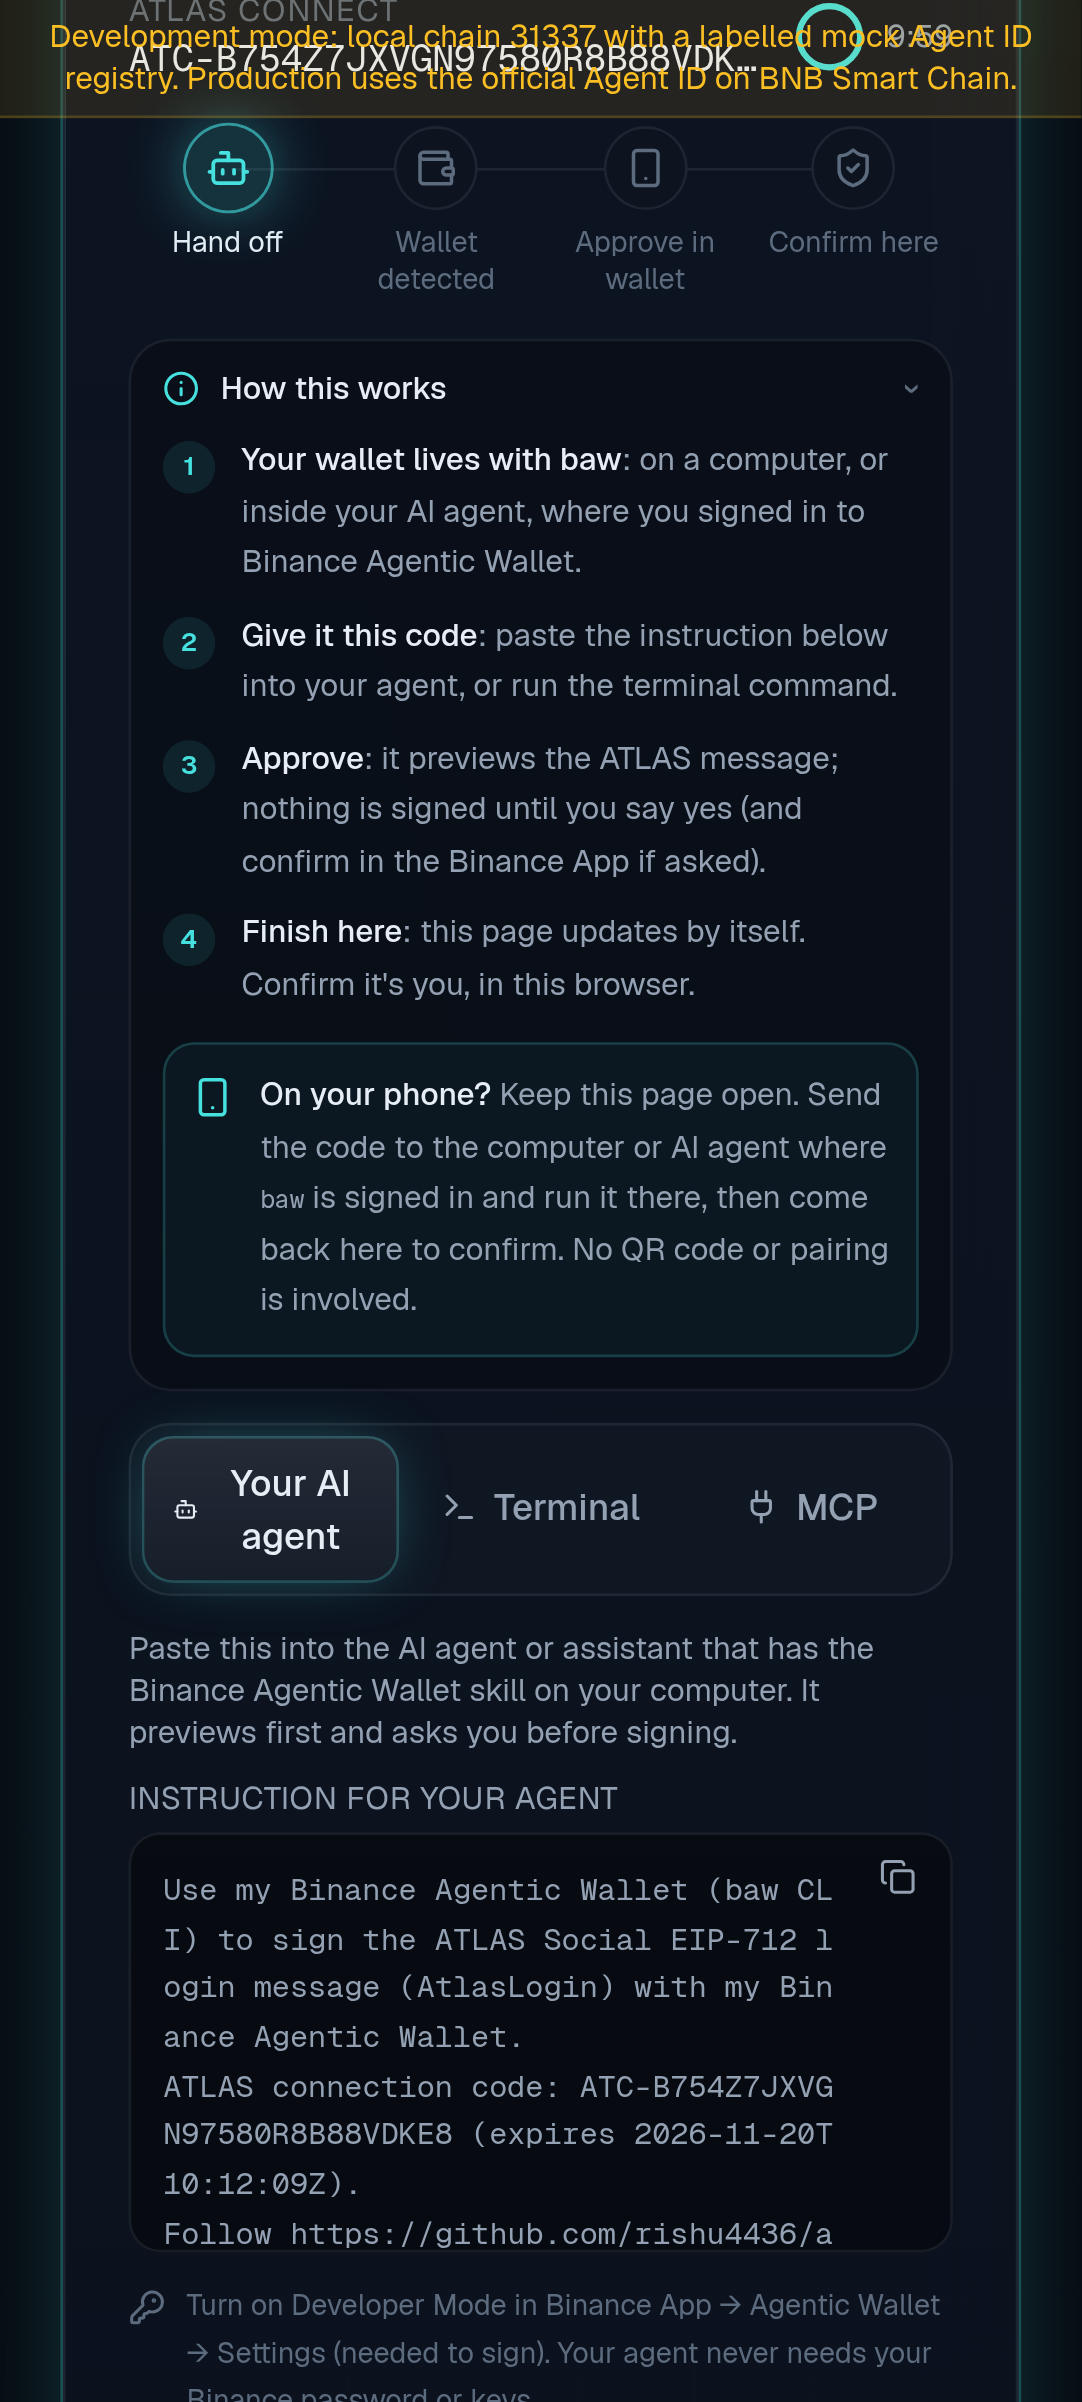 ATLAS CONNECT
Development mode: local chain 31337 with a labelled mock Agent ID
9:59
ATC-B754Z7JXVGN97580R8B88VDK…
registry. Production uses the official Agent ID on BNB Smart Chain.
Hand off
Wallet
detected
Approve in
wallet
Confirm here
How this works
1
Your wallet lives with baw: on a computer, or
inside your AI agent, where you signed in to
Binance Agentic Wallet.
2
Give it this code: paste the instruction below
into your agent, or run the terminal command.
3
Approve: it previews the ATLAS message;
nothing is signed until you say yes (and
confirm in the Binance App if asked).
4
Finish here: this page updates by itself.
Confirm it's you, in this browser.
On your phone? Keep this page open. Send
the code to the computer or AI agent where
baw is signed in and run it there, then come
back here to confirm. No QR code or pairing
is involved.
Your AI
agent
Terminal
MCP
Paste this into the AI agent or assistant that has the
Binance Agentic Wallet skill on your computer. It
previews first and asks you before signing.
INSTRUCTION FOR YOUR AGENT
Use my Binance Agentic Wallet (baw CL
I) to sign the ATLAS Social EIP-712 l
ogin message (AtlasLogin) with my Bin
ance Agentic Wallet.
ATLAS connection code: ATC-B754Z7JXVG
N97580R8B88VDKE8 (expires 2026-11-20T
10:12:09Z).
Follow https://github.com/rishu4436/a
Turn on Developer Mode in Binance App → Agentic Wallet
→ Settings (needed to sign). Your agent never needs your
Binance password or keys.